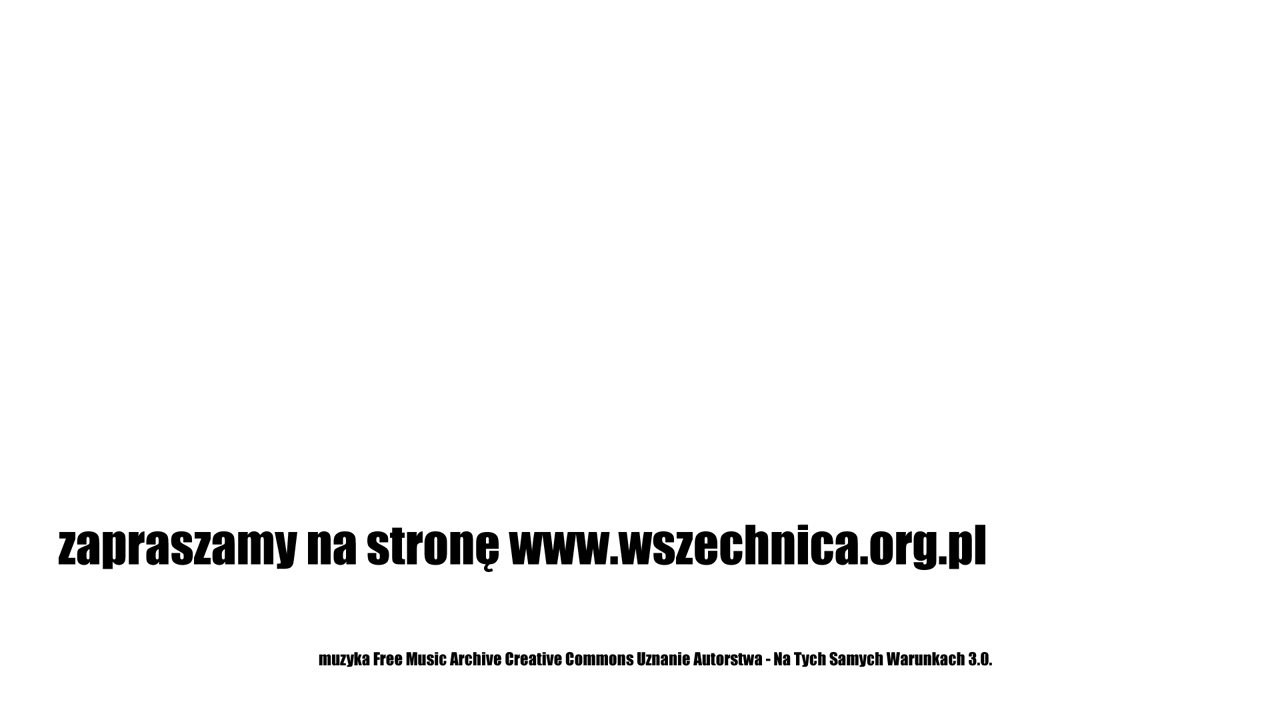 zapraszamy na stronę www.wszechnica.org.pl
muzyka Free Music Archive Creative Commons Uznanie Autorstwa - Na Tych Samych Warunkach 3.0.